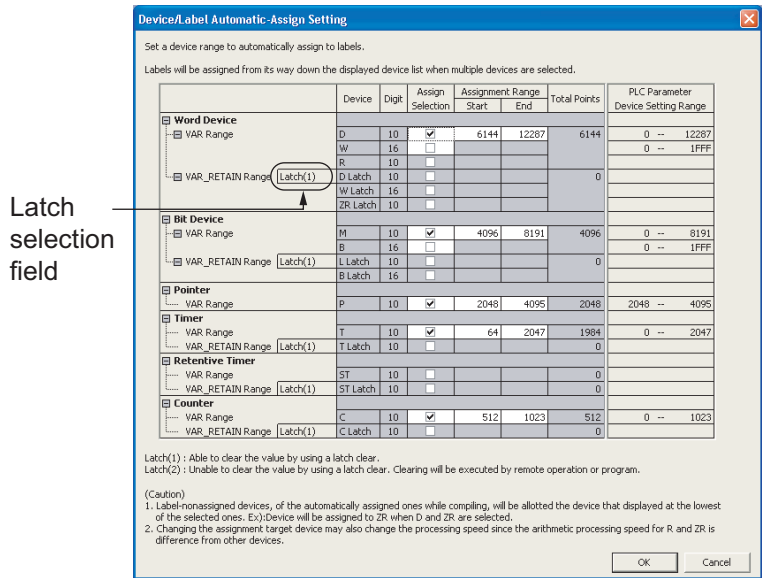 Device/Label Automatic-Assign Setting
Set a device range to automatically assign to labels.
Labels will be assigned from its way down the displayed device list when multiple devices are selected.
Device Digit Assign Selection Assignment Range Start End Total Points PLC Parameter Device Setting Range
Word Device
VAR Range D 10 6144 12287 6144 0 -- 12287
W 16 0 -- 1FFF
R 10
VAR_RETAIN Range Latch(1) D Latch 10 0
W Latch 16
ZR Latch 10
Bit Device
VAR Range M 10 4096 8191 4096 0 -- 8191
B 16 0 -- 1FFF
VAR_RETAIN Range Latch(1) L Latch 10 0
B Latch 16
Pointer
VAR Range P 10 2048 4095 2048 2048 -- 4095
Timer
VAR Range T 10 64 2047 1984 0 -- 2047
VAR_RETAIN Range Latch(1) T Latch 10 0
Retentive Timer
VAR Range ST 10 0
VAR_RETAIN Range Latch(1) ST Latch 10 0
Counter
VAR Range C 10 512 1023 512 0 -- 1023
VAR_RETAIN Range Latch(1) C Latch 10 0
Latch
selection
field
Latch(1) : Able to clear the value by using a latch clear.
Latch(2) : Unable to clear the value by using a latch clear. Clearing will be executed by remote operation or program.
(Caution)
1. Label-nonassigned devices, of the automatically assigned ones while compiling, will be allotted the device that displayed at the lowest
of the selected ones. Ex):Device will be assigned to ZR when D and ZR are selected.
2. Changing the assignment target device may also change the processing speed since the arithmetic processing speed for R and ZR is
difference from other devices.
OK Cancel